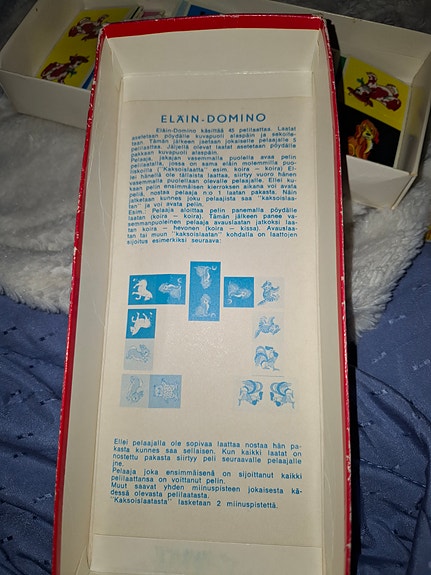 ELÄIN-DOMINO
Eläin-Domino käsittää 45 pelilaattaa. Laatat
asetetaan pöydälle kuvapuoli alaspäin ja sekoite-
taan. Tämän jälkeen jaetaan jokaiselle pelaajalle 5
pelilaattaa. Jäljellä olevat laatat asetetaan pöydälle
pakkaan kuvapuoli alaspäin.
Pelaaja, jakajan vasemmalla puolella avaa pelin
pelilaatalla, jossa on sama eläin molemmissa puo-
liskoissa ("Kaksoislaatta" esim. koira — koira) El-
lei hänellä ole tällaista laattaa, siirtyy vuoro hänen
vasemmalla puolellaan olevalle pelaajalle. Ellei ku-
kaan pelin ensimmäisen kierroksen aikana voi avata
peliä, nostaa pelaaja n:o 1 laatan pakasta. Näin
jatketaan kunnes joku pelaajista saa "kaksoislaa-
tan" ja voi avata pelin.
Esim.: Pelaaja aloittaa pelin panemalla pöydälle
laatan (koira — koira). Tämän jälkeen panee va-
semmanpuoleinen pelaaja avauslaatan jatkoksi laa-
tan koira — hevonen (koira — kissa). Avauslaa-
tan tai muun "kaksoislaatan" kohdalla on laattojen
sijoitus esimerkiksi seuraava:
Ellei pelaajalla ole sopivaa laattaa nostaa hän pa-
kasta kunnes saa sellaisen. Kun kaikki laatat on
nostettu pakasta siirtyy peli seuraavalle pelaajalle
jne.
Pelaaja joka ensimmäisenä on sijoittanut kaikki
pelilaattansa on voittanut pelin.
Muut saavat yhden miinuspisteen jokaisesta kä-
dessä olevasta pelilaatasta.
"Kaksoislaatasta" lasketaan 2 miinuspistettä.